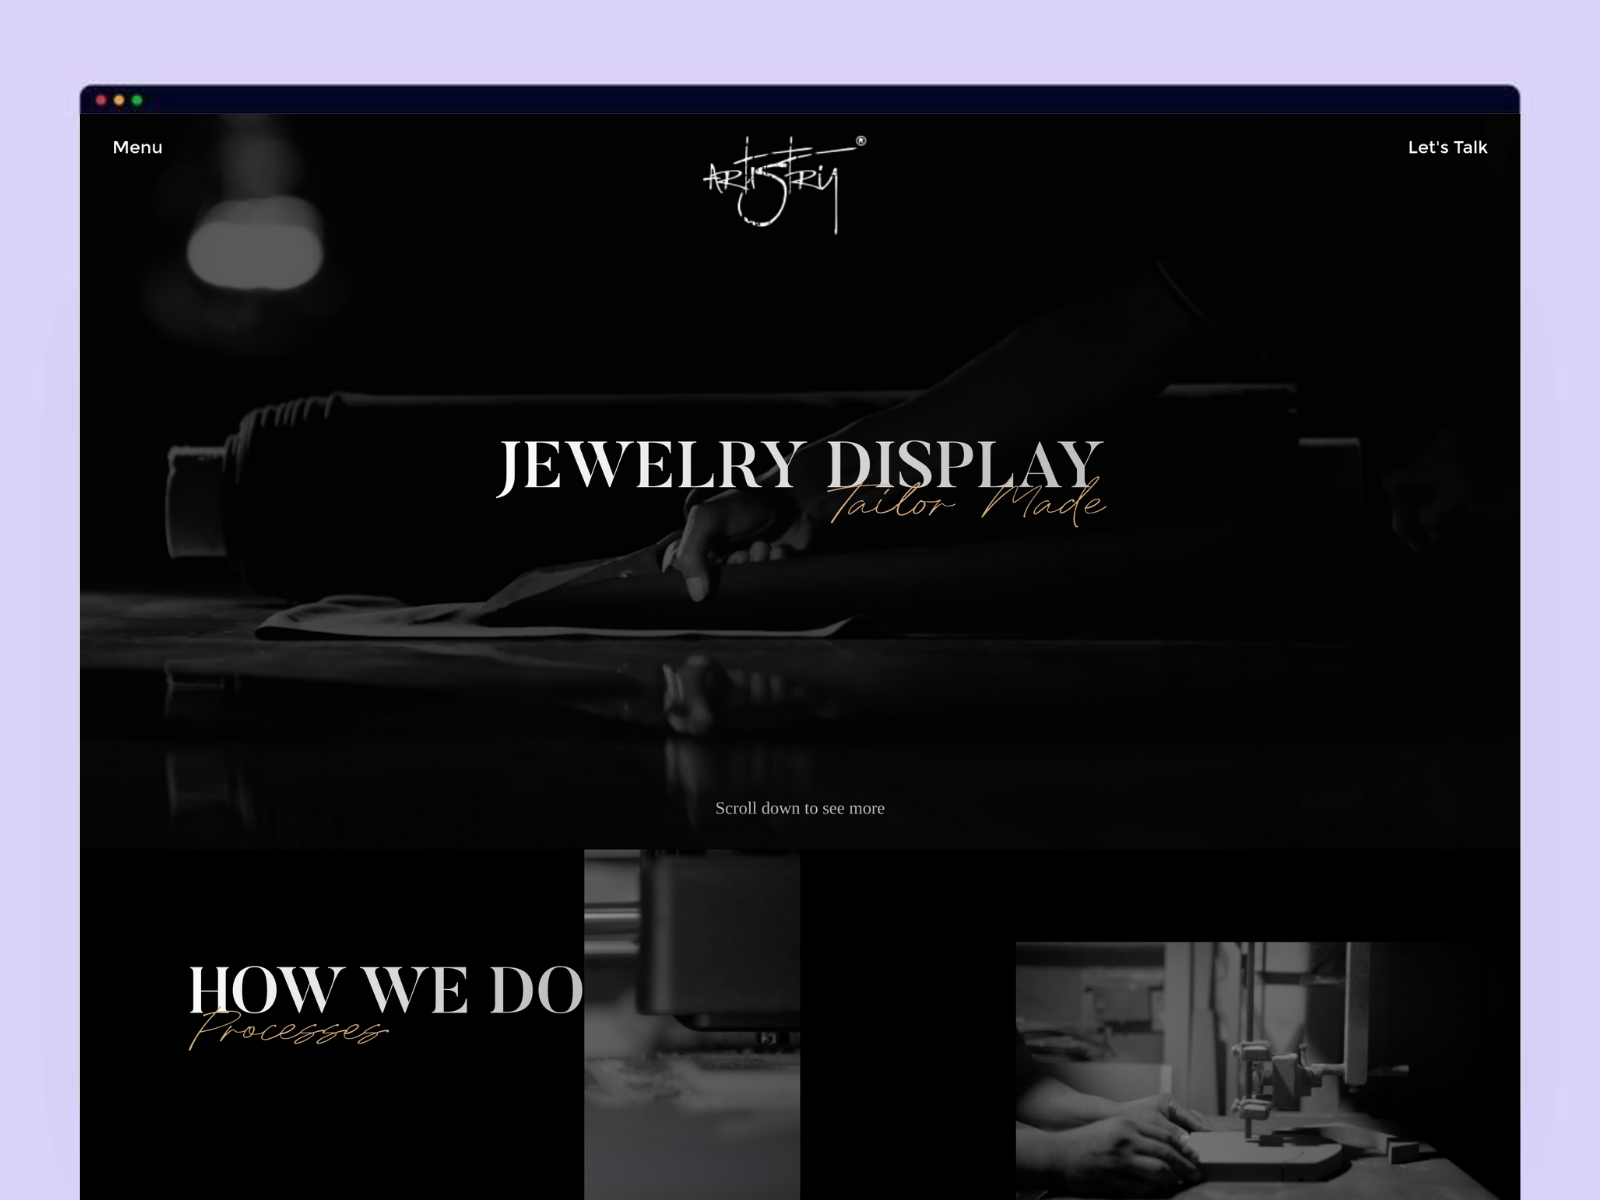 Menu
ARTISTRY®
Let's Talk
JEWELRY DISPLAY
Tailor Made
Scroll down to see more
HOW WE DO
Processes